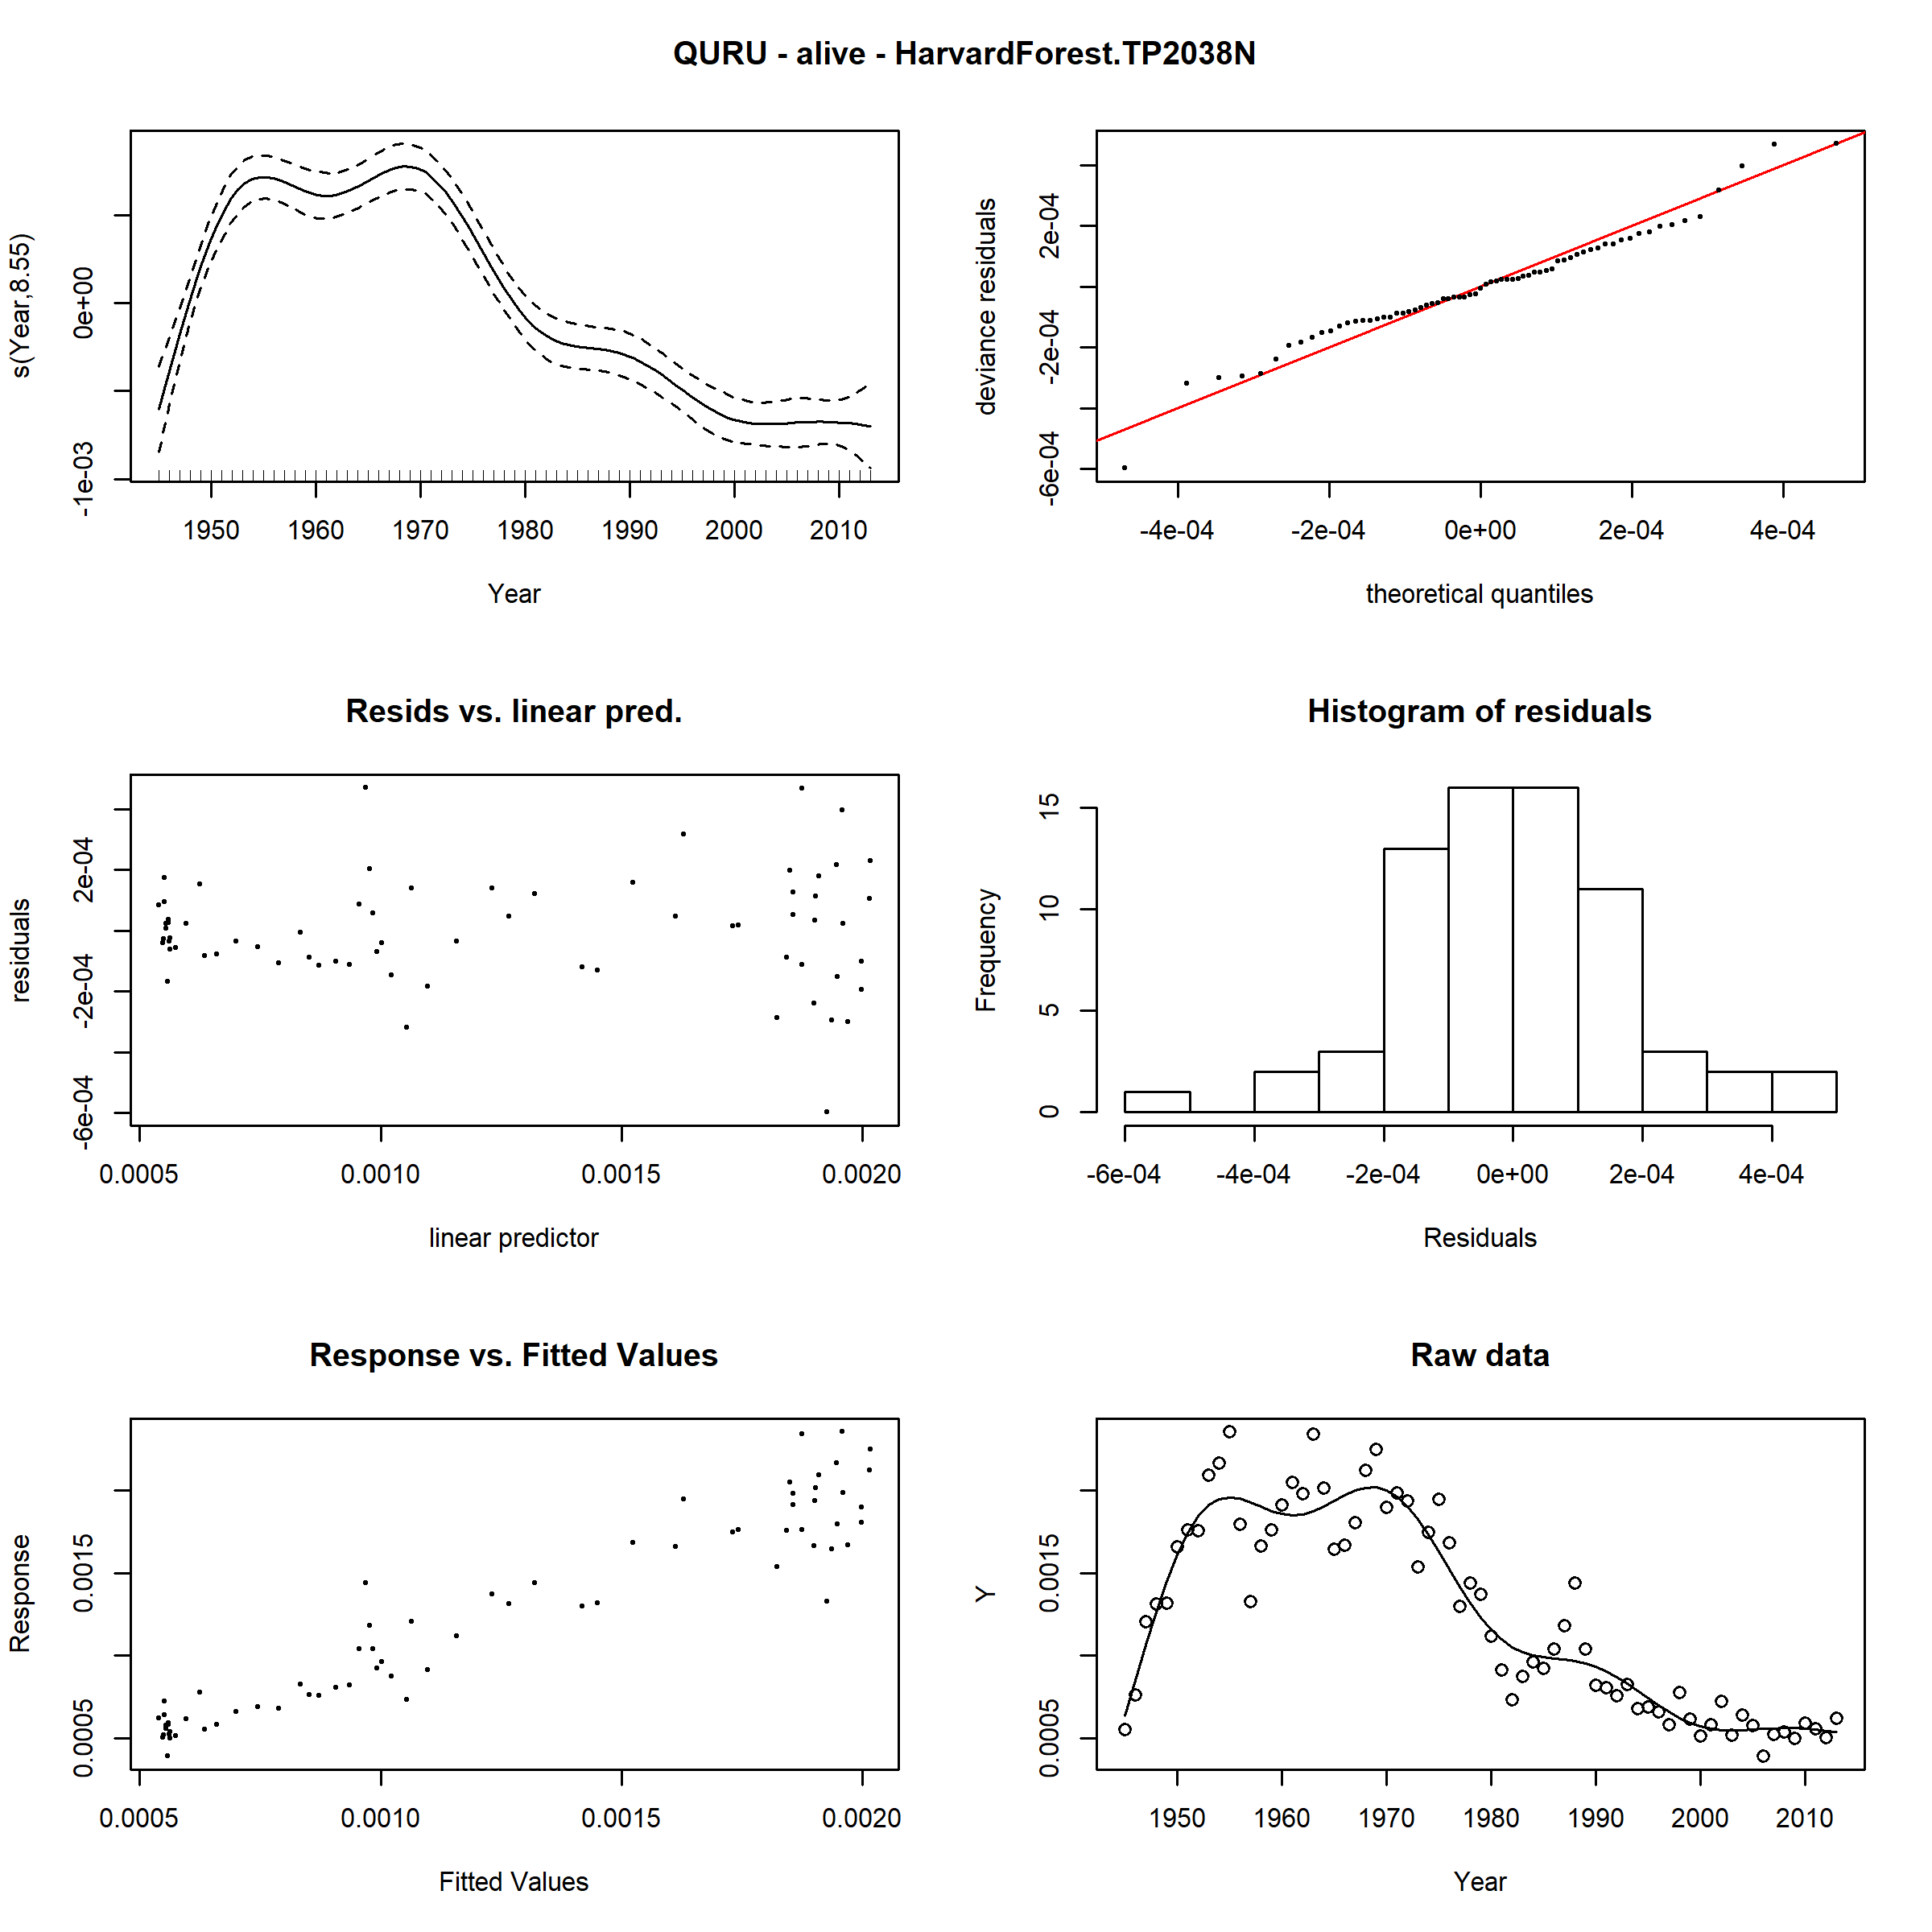 QURU - alive - HarvardForest.TP2038N
s(Year,8.55)
-1e-03 0e+00
1950 1960 1970 1980 1990 2000 2010
Year
deviance residuals
-6e-04 -2e-04 2e-04
-4e-04 -2e-04 0e+00 2e-04 4e-04
theoretical quantiles
Resids vs. linear pred.
residuals
-6e-04 -2e-04 2e-04
0.0005 0.0010 0.0015 0.0020
linear predictor
Histogram of residuals
Frequency
0 5 10 15
-6e-04 -4e-04 -2e-04 0e+00 2e-04 4e-04
Residuals
Response vs. Fitted Values
Response
0.0005 0.0015
0.0005 0.0010 0.0015 0.0020
Fitted Values
Raw data
Y
0.0005 0.0015
1950 1960 1970 1980 1990 2000 2010
Year